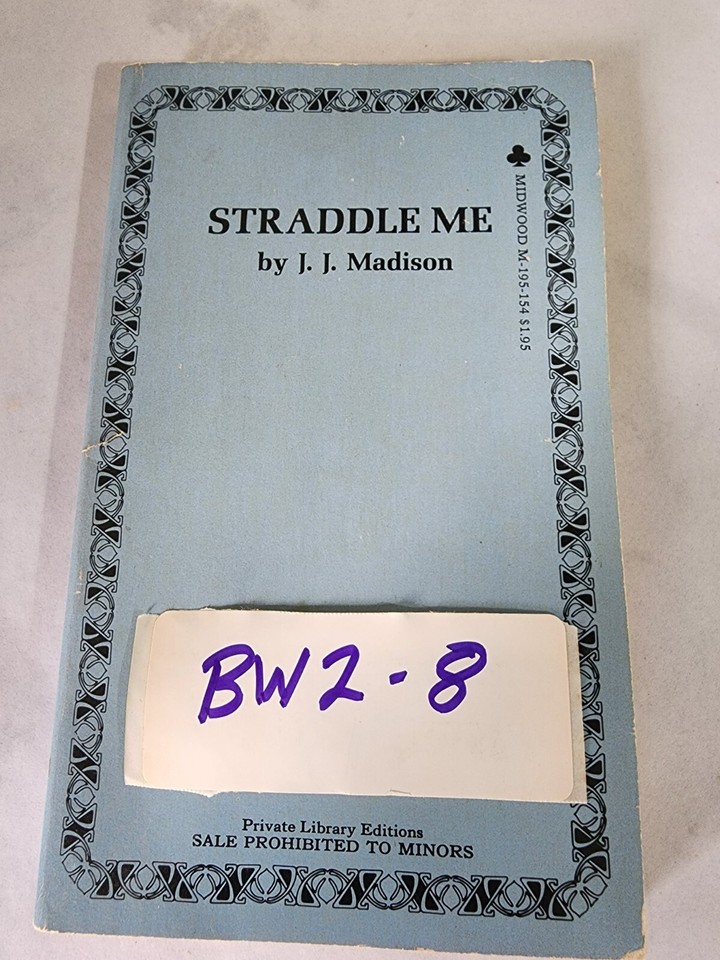 STRADDLE ME
by J. J. Madison
MIDWOOD M-195-154 $1.95
BW2-8
Private Library Editions
SALE PROHIBITED TO MINORS